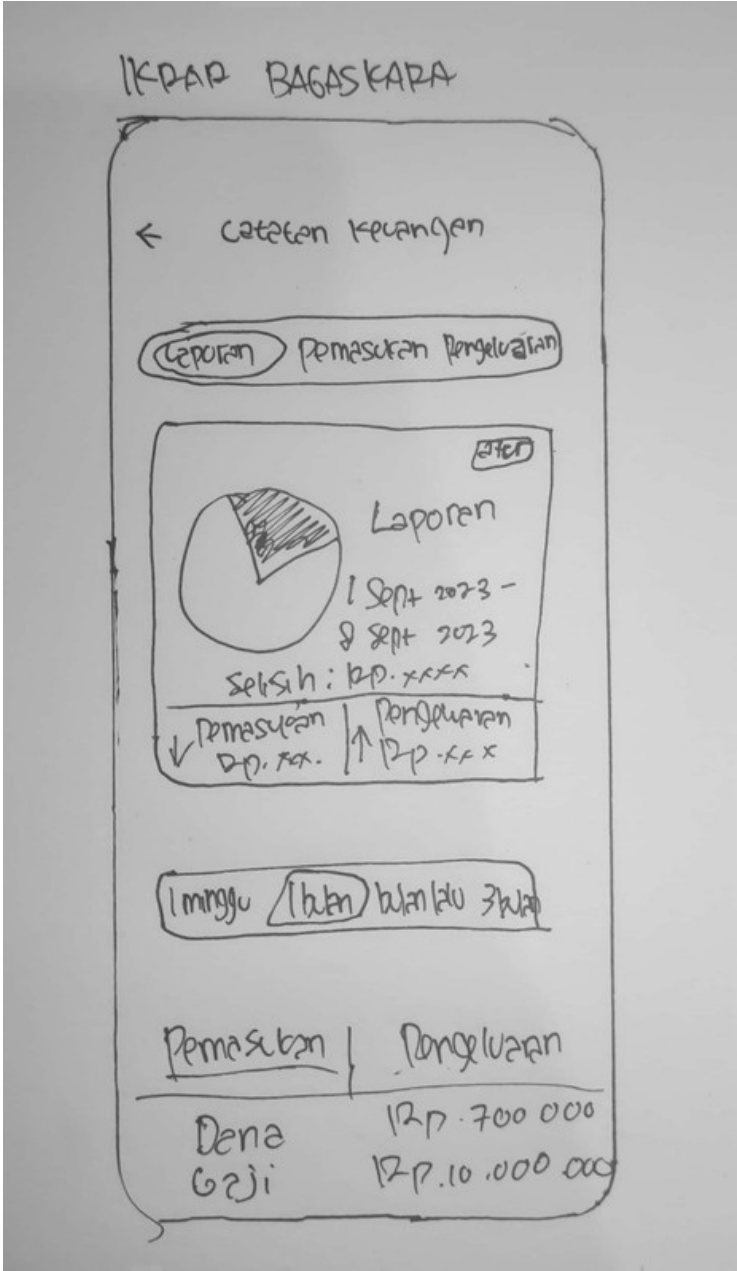 IKRAR BAGASKARA
← Catatan Keuangan
Laporan Pemasukan Pengeluaran
atur
Laporan
1 Sept 2023 -
8 Sept 2023
Selisih : Rp. xxxx
↓ Pemasukan Rp. xxx. ↑ Pengeluaran Rp. xxx
1 minggu 1 bulan bulan lalu 3 bulan
Pemasukan Pengeluaran
Dana Rp. 700 000
Gaji Rp. 10.000 000